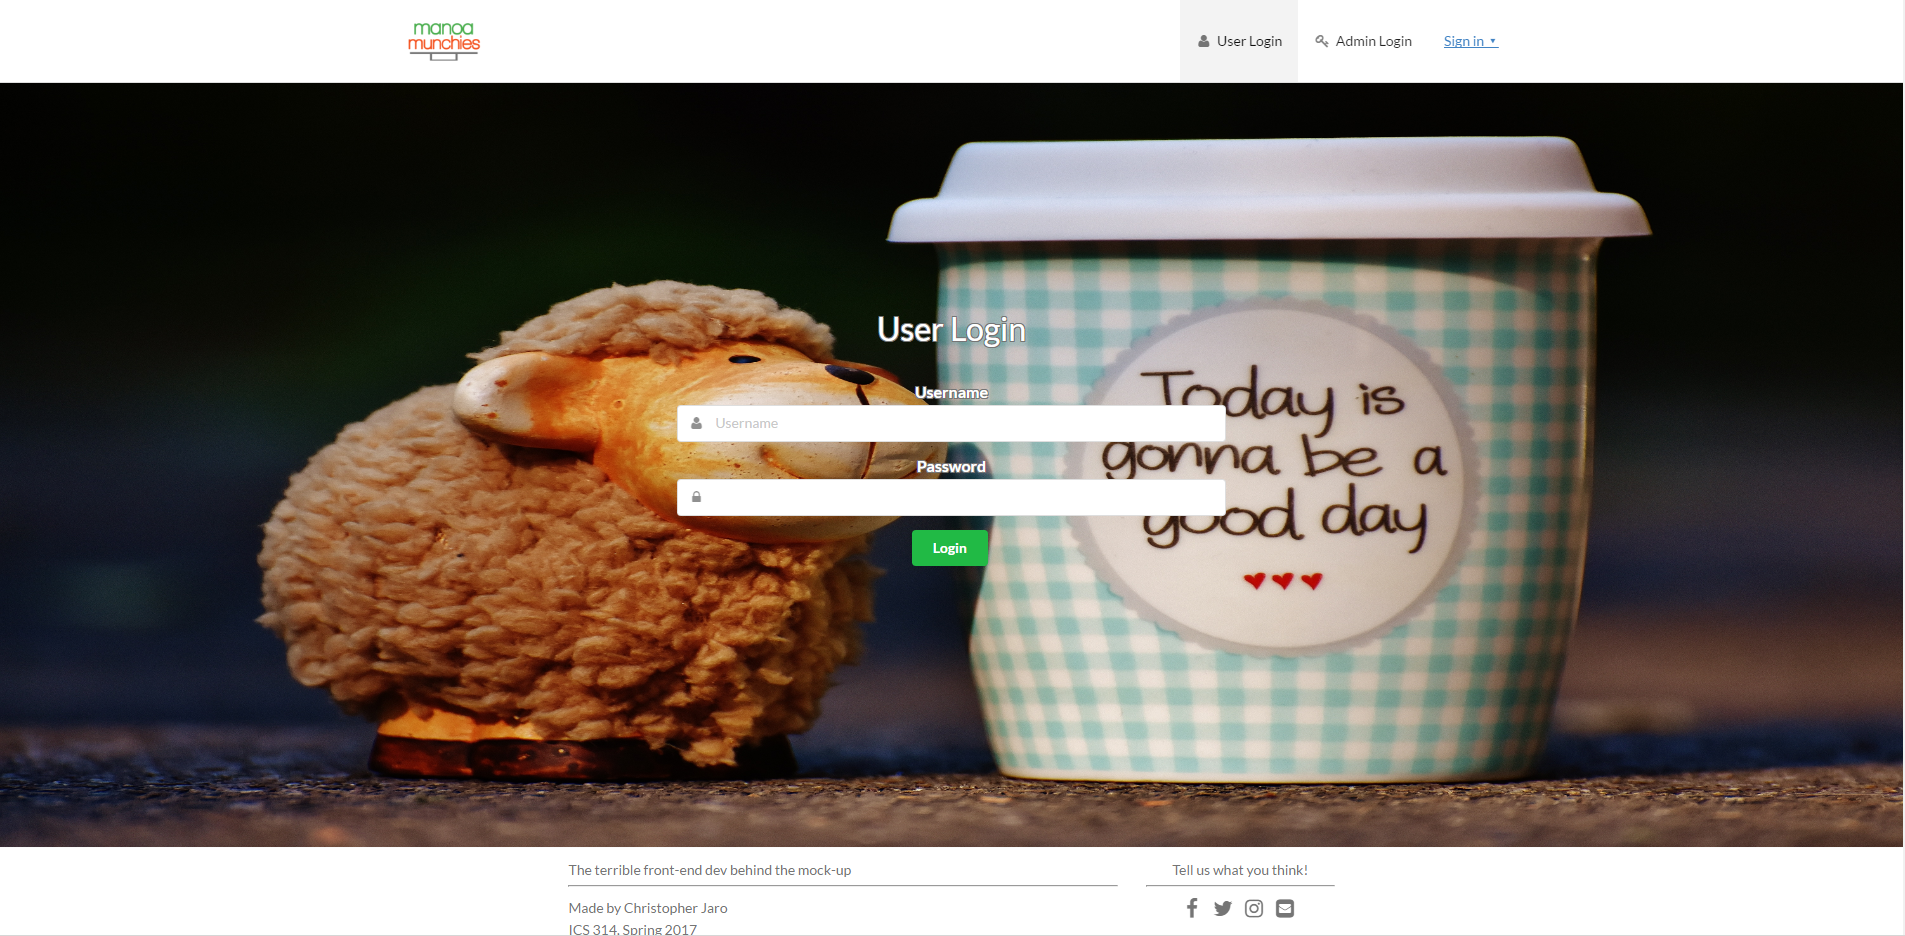 manoa
munchies
User Login
Admin Login
Sign in
User Login
Username
Username
Password
Login
Today is
gonna be a
good day
The terrible front-end dev behind the mock-up
Made by Christopher Jaro
ICS 314, Spring 2017
Tell us what you think!